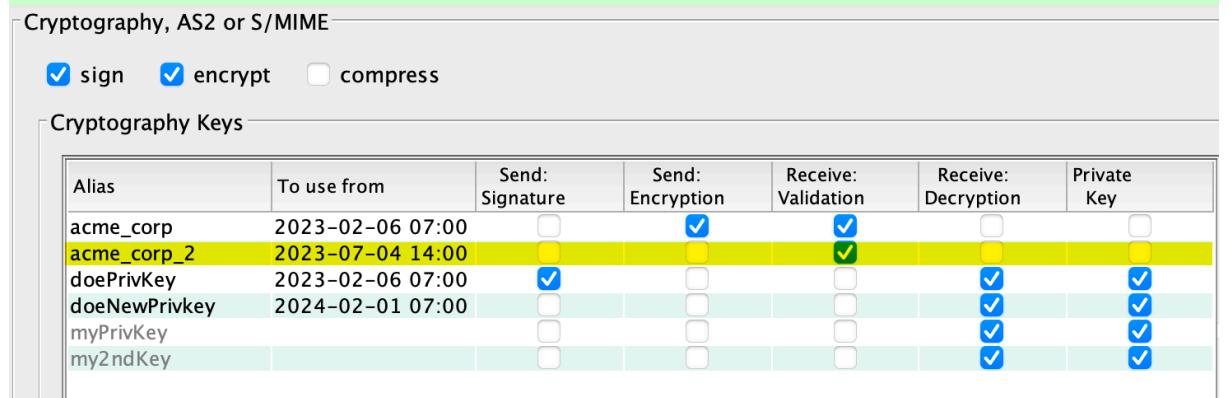 Cryptography, AS2 or S/MIME
sign encrypt compress
Cryptography Keys
Alias To use from Send: Signature Send: Encryption Receive: Validation Receive: Decryption Private Key
acme_corp 2023-02-06 07:00
acme_corp_2 2023-07-04 14:00
doePrivKey 2023-02-06 07:00
doeNewPrivkey 2024-02-01 07:00
myPrivKey
my2ndKey